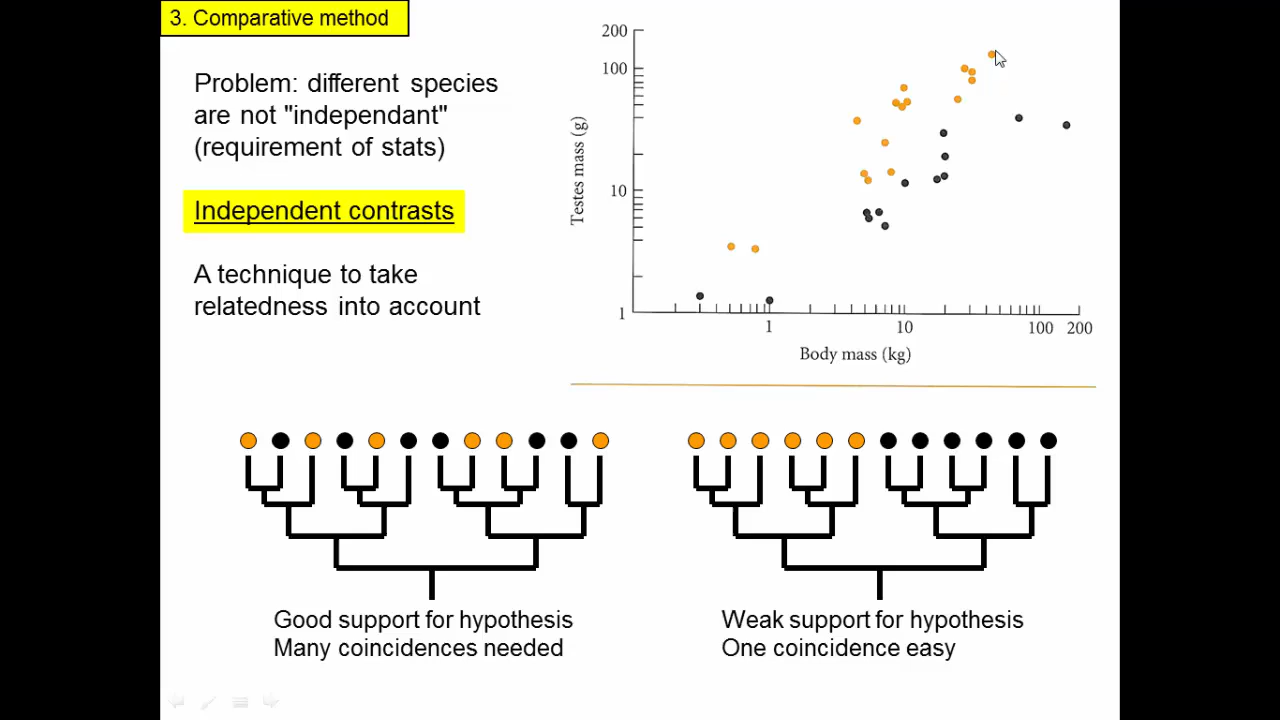 3. Comparative method
Problem: different species
are not "independant"
(requirement of stats)
Independent contrasts
A technique to take
relatedness into account
200
100
10
1
Testes mass (g)
1
10
100
200
Body mass (kg)
Good support for hypothesis
Many coincidences needed
Weak support for hypothesis
One coincidence easy